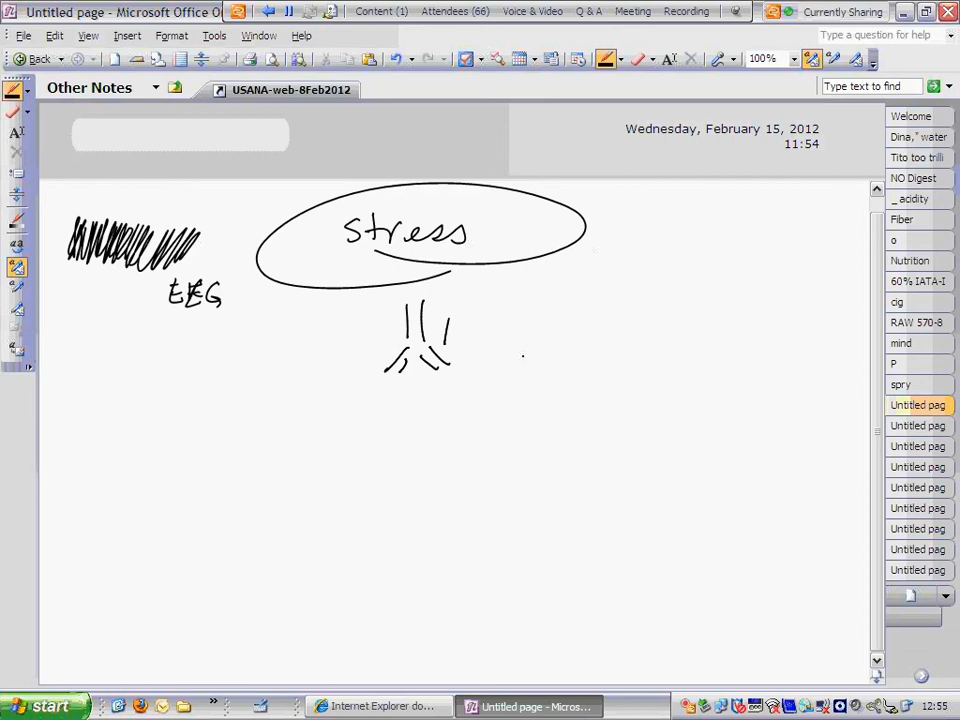 Untitled page - Microsoft Office O
Content (1) Attendees (66) Voice & Video Q & A Meeting Recording
Currently Sharing
File Edit View Insert Format Tools Window Help
Type a question for help
Back
100%
Other Notes
USANA-web-8Feb2012
Type text to find
Wednesday, February 15, 2012
11:54
stress
Welcome
Dina," water
Tito too trilli
NO Digest
_ acidity
Fiber
o
Nutrition
60% IATA-I
cig
RAW 570-8
mind
P
spry
Untitled pag
Untitled pag
Untitled pag
Untitled pag
Untitled pag
Untitled pag
Untitled pag
Untitled pag
Untitled pag
start
Internet Explorer do...
Untitled page - Micros...
12:55